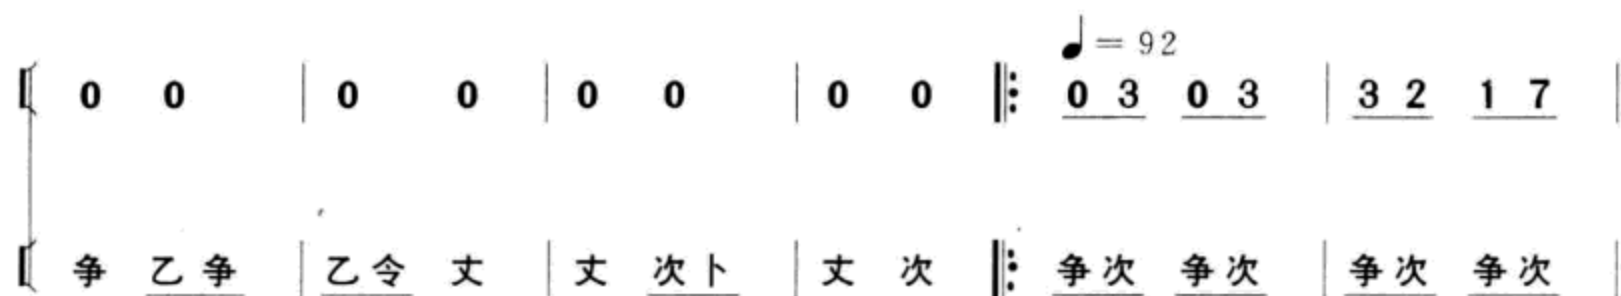 ♩= 92
0 0 | 0 0 | 0 0 | 0 0 ‖: 0 3 0 3 | 3 2 1 7 |
争 乙争 | 乙令 丈 | 丈 次卜 | 丈 次 ‖: 争次 争次 | 争次 争次 |